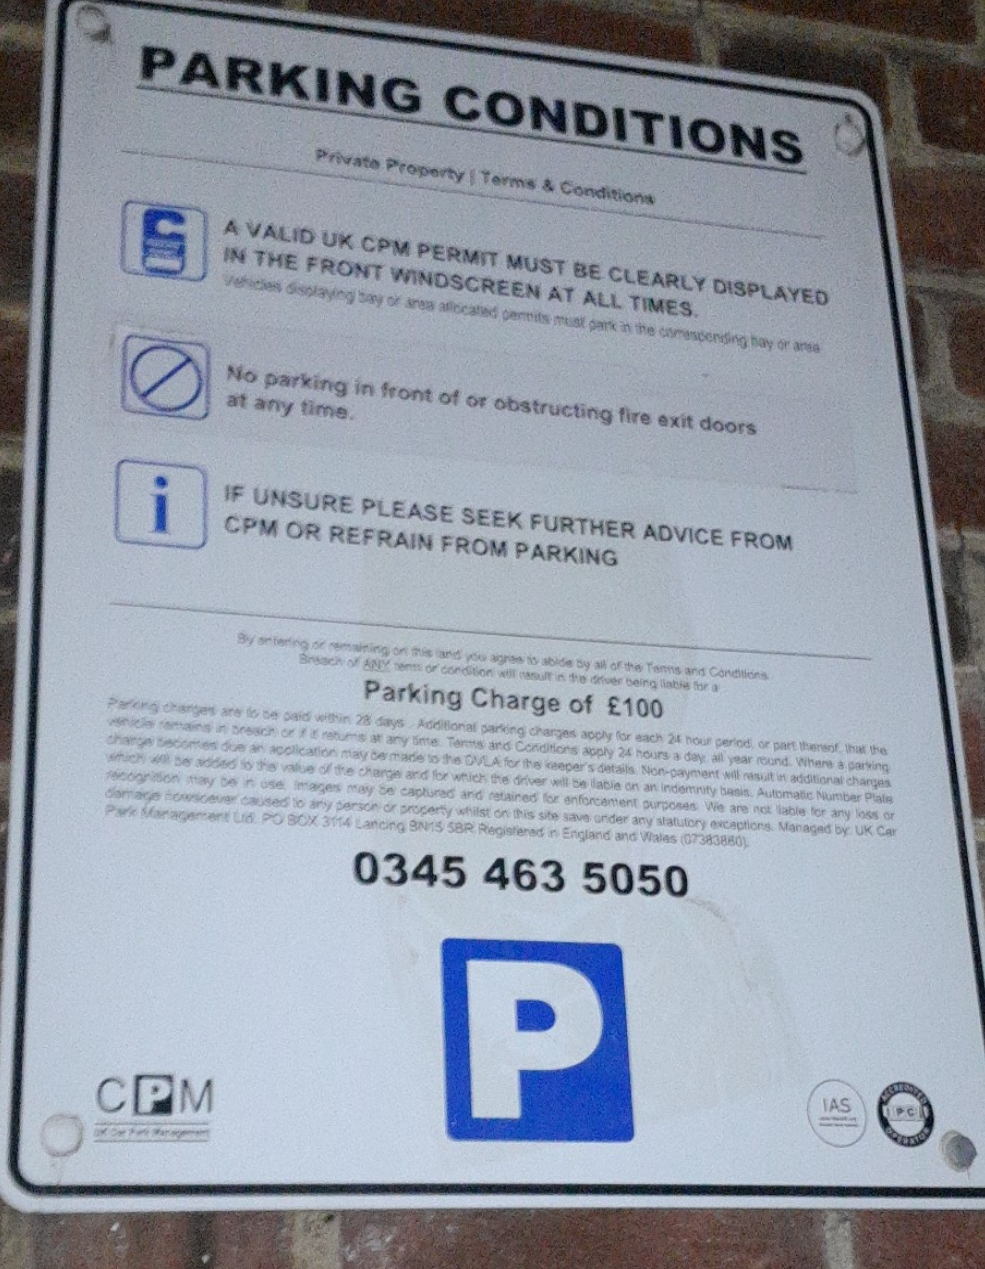 PARKING CONDITIONS
Private Property | Terms & Conditions
A VALID UK CPM PERMIT MUST BE CLEARLY DISPLAYED
IN THE FRONT WINDSCREEN AT ALL TIMES.
Vehicles displaying bay or area allocated permits must park in the corresponding bay or area
No parking in front of or obstructing fire exit doors
at any time.
i
IF UNSURE PLEASE SEEK FURTHER ADVICE FROM
CPM OR REFRAIN FROM PARKING
By entering or remaining on this land you agree to abide by all of the Terms and Conditions.
Breach of ANY term or condition will result in the driver being liable for a
Parking Charge of £100
Parking charges are to be paid within 28 days. Additional parking charges apply for each 24 hour period, or part thereof, that the
vehicle remains in breach or if it returns at any time. Terms and Conditions apply 24 hours a day, all year round. Where a parking
charge becomes due an application may be made to the DVLA for the keeper's details. Non-payment will result in additional charges
which will be added to the value of the charge and for which the driver will be liable on an indemnity basis. Automatic Number Plate
recognition may be in use, images may be captured and retained for enforcement purposes. We are not liable for any loss or
damage howsoever caused to any person or property whilst on this site save under any statutory exceptions. Managed by: UK Car
Park Management Ltd. PO BOX 3114 Lancing BN15 5BR Registered in England and Wales (07383860).
0345 463 5050
P
CPM
UK Car Park Management
IAS
ACCREDITED
IPC
OPERATOR